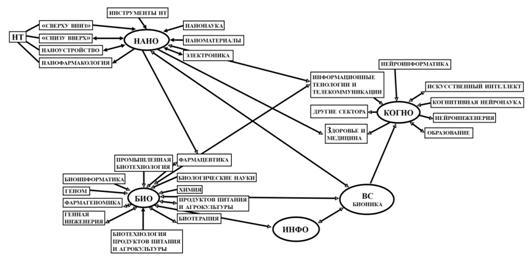 ИНСТРУМЕНТЫ НТ
«СВЕРХУ ВНИЗ»
НТ
«СНИЗУ ВВЕРХ»
НАНОУСТРОЙСТВО
НАНОФАРМАКОЛОГИЯ
НАНО
НАНОНАУКА
НАНОМАТЕРИАЛЫ
ЭЛЕКТРОНИКА
НЕЙРОИНФОРМАТИКА
ИНФОРМАЦИОННЫЕ
ТЕНОЛОГИИ И
ТЕЛЕКОММУНИКАЦИИ
ДРУГИЕ СЕКТОРА
ЗДОРОВЬЕ И
МЕДИЦИНА
КОГНО
ИСКУССТВЕННЫЙ ИНТЕЛЛЕКТ
КОГНИТИВНАЯ НЕЙРОНАУКА
НЕЙРОИНЖЕНЕРИЯ
ОБРАЗОВАНИЕ
ПРОМЫШЛЕННАЯ
БИОТЕХНОЛОГИЯ
ФАРМАЦЕВТИКА
БИОИНФОРМАТИКА
ГЕНОМ
ФАРМАГЕНОМИКА
ГЕННАЯ
ИНЖЕНЕРИЯ
БИО
БИОЛОГИЧЕСКИЕ НАУКИ
ХИМИЯ
ПРОДУКТОВ ПИТАНИЯ
И АГРОКУЛЬТУРЫ
БИОТЕРАПИЯ
БИОТЕХНОЛОГИЯ
ПРОДУКТОВ ПИТАНИЯ
И АГРОКУЛЬТУРЫ
ИНФО
ВС
БИОНИКА